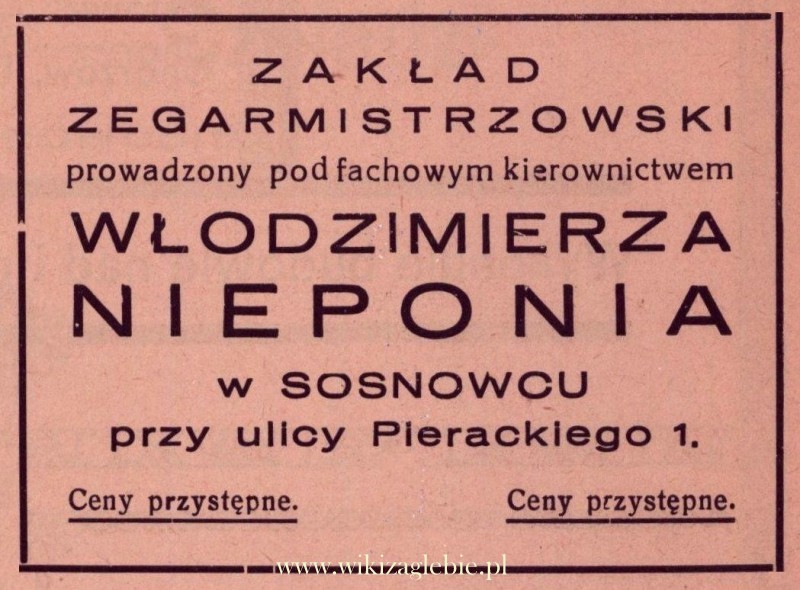 ZAKŁAD
ZEGARMISTRZOWSKI
prowadzony pod fachowym kierownictwem
WŁODZIMIERZA
NIEPONIA
w SOSNOWCU
przy ulicy Pierackiego 1.
Ceny przystępne. Ceny przystępne.
www.wikizaglebie.pl